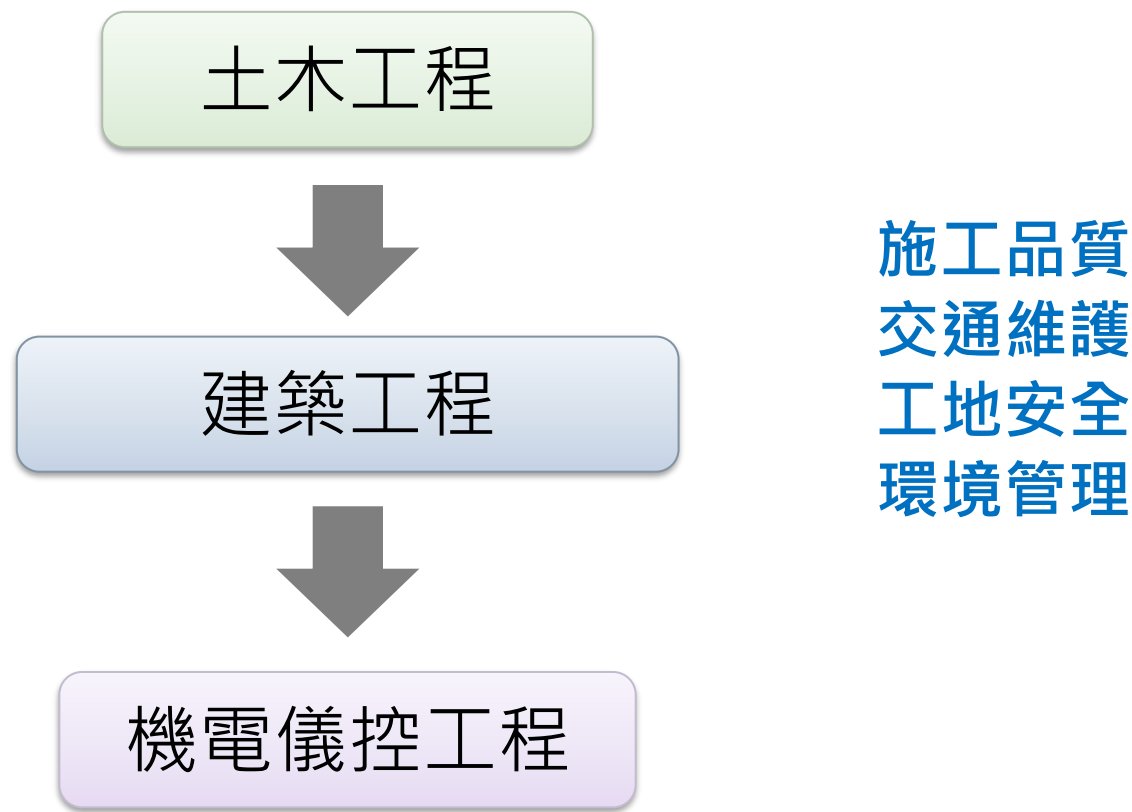 土木工程
建築工程
機電儀控工程
施工品質
交通維護
工地安全
環境管理